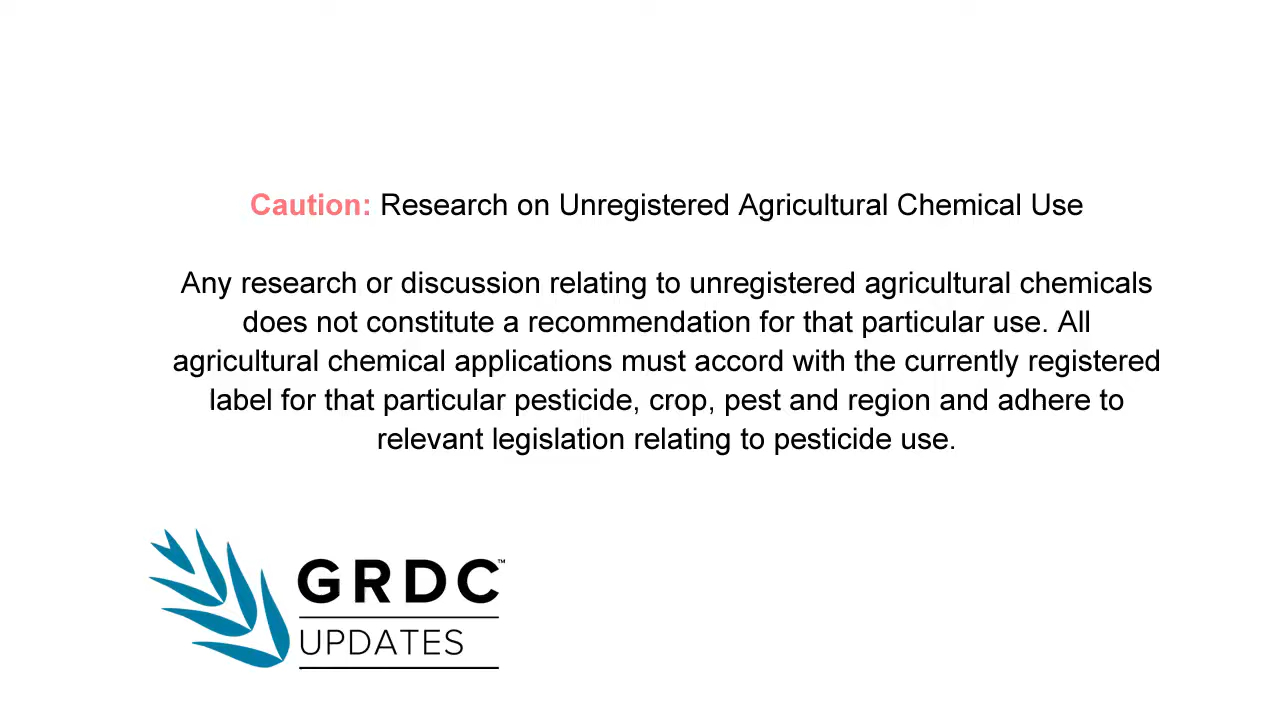 Caution: Research on Unregistered Agricultural Chemical Use
Any research or discussion relating to unregistered agricultural chemicals
does not constitute a recommendation for that particular use. All
agricultural chemical applications must accord with the currently registered
label for that particular pesticide, crop, pest and region and adhere to
relevant legislation relating to pesticide use.
GRDC™
UPDATES